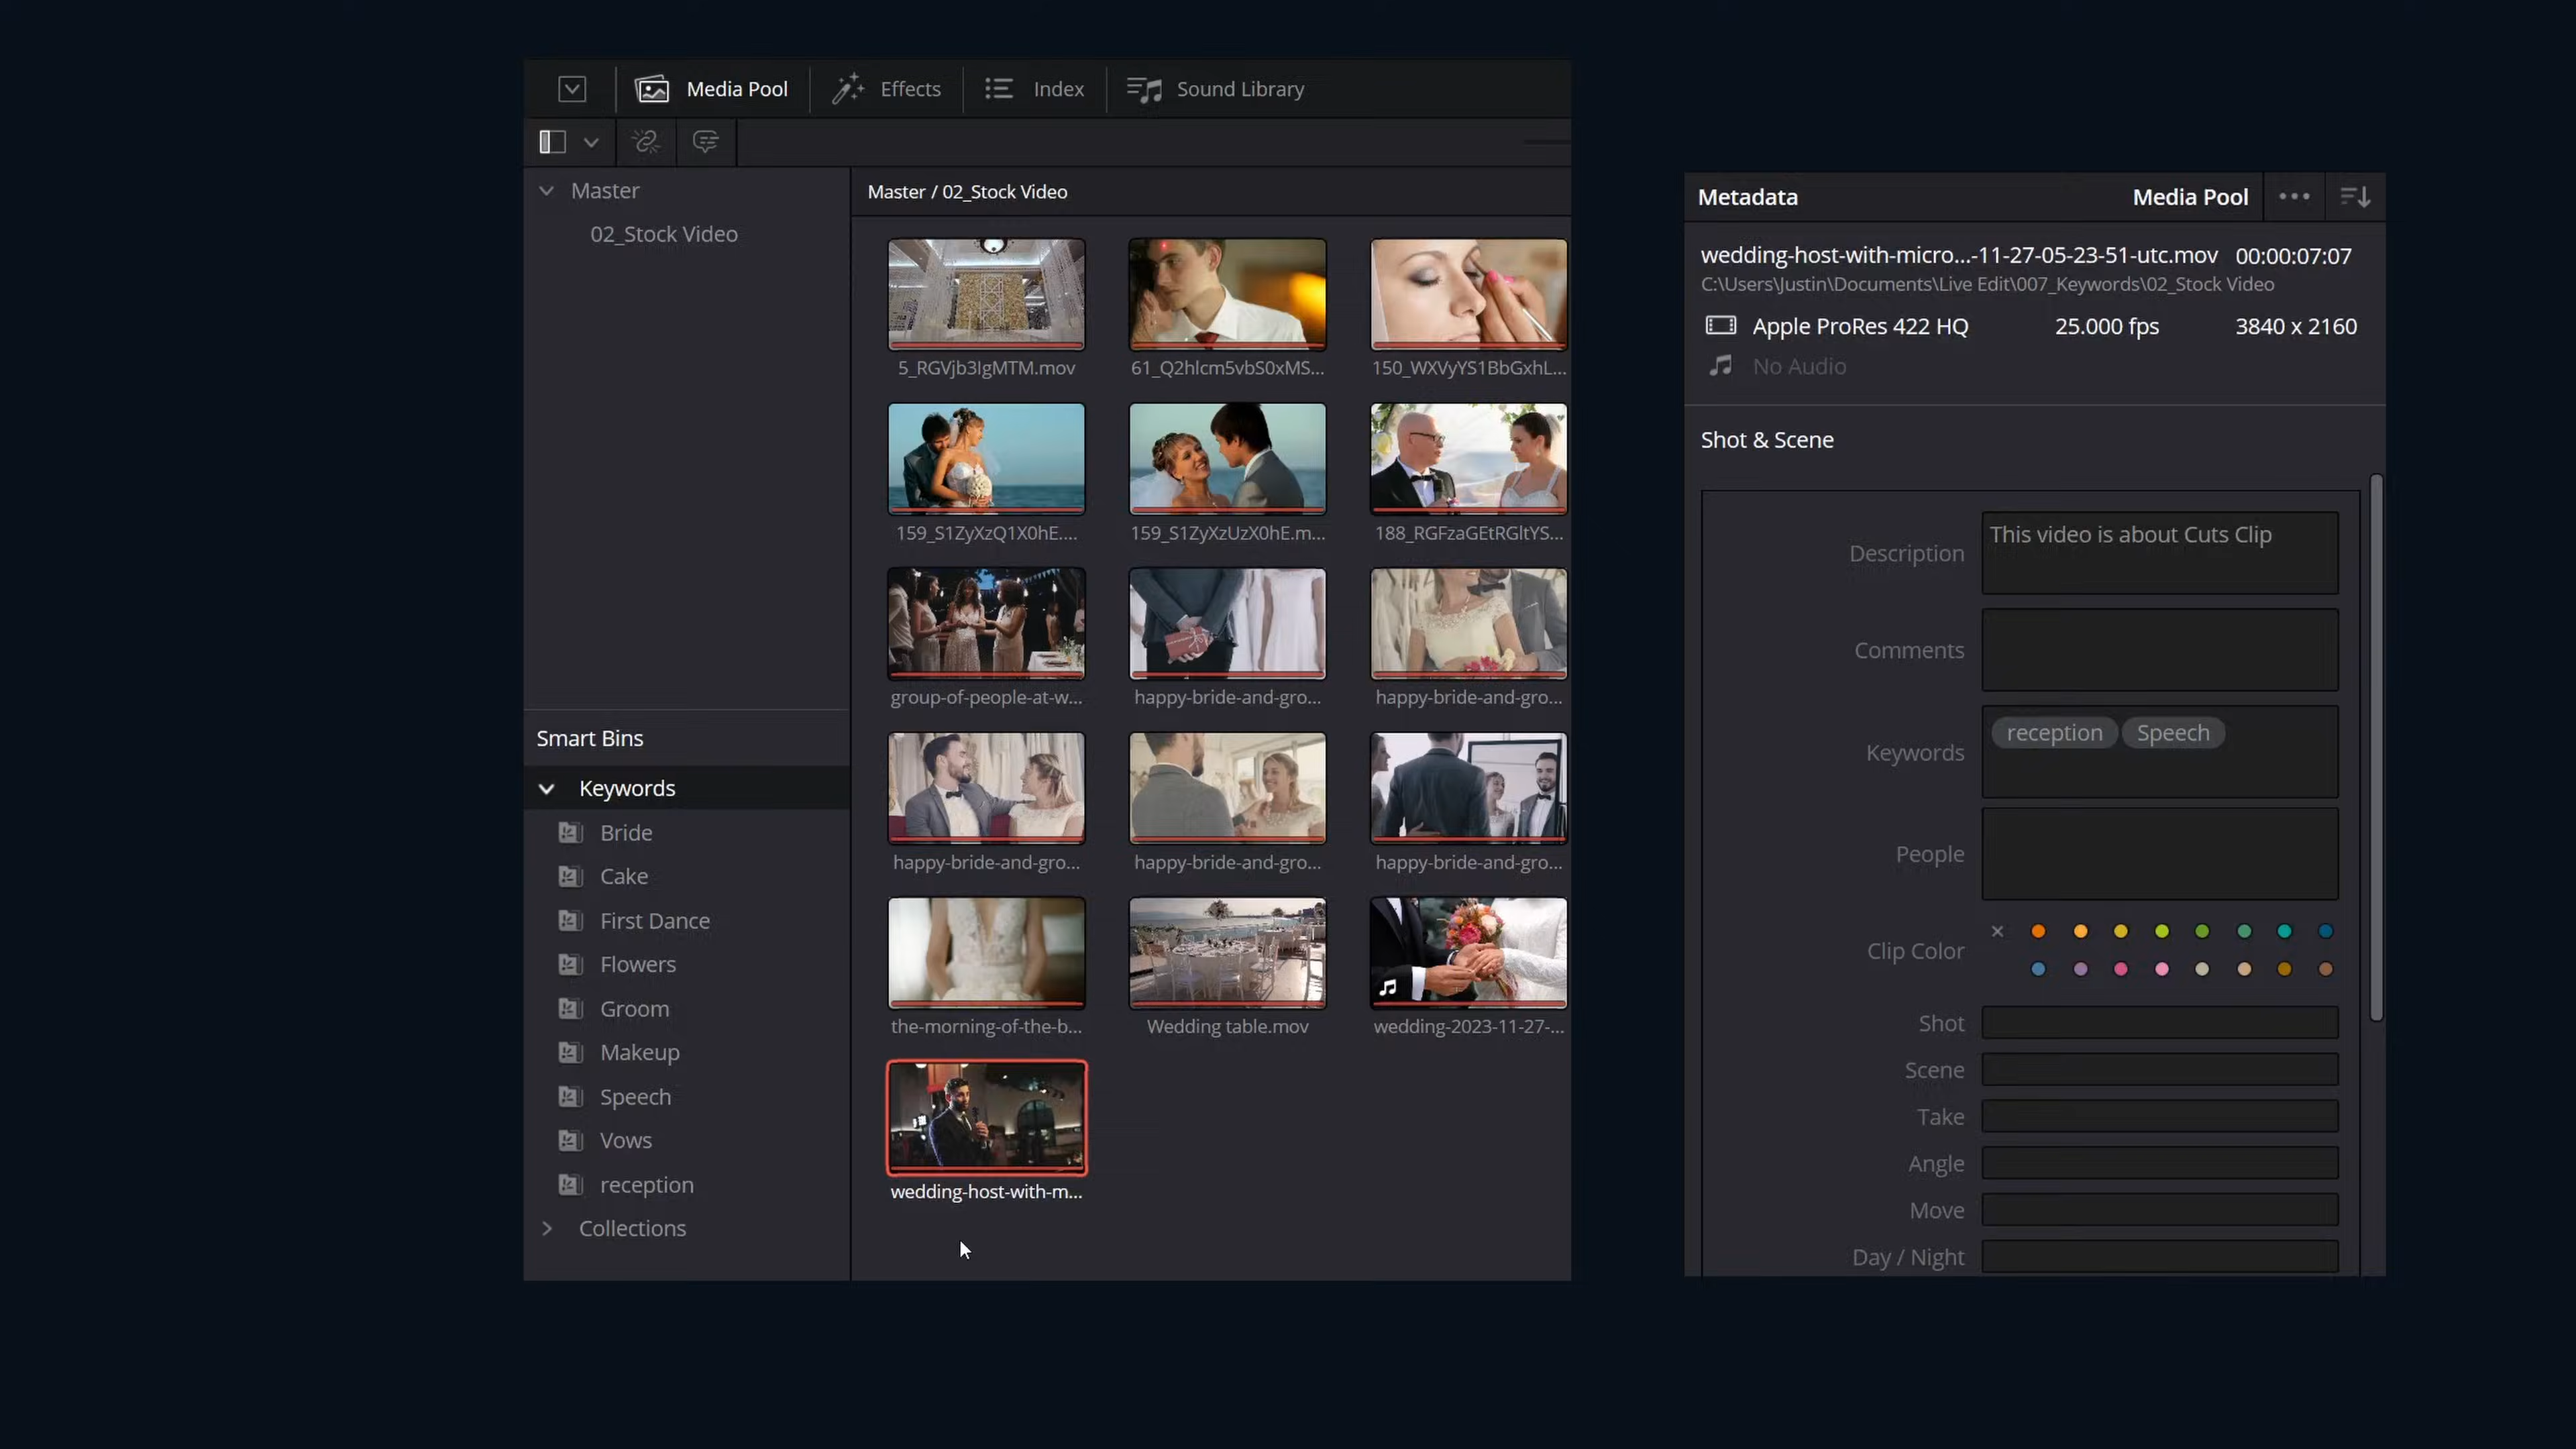 Media Pool
Effects
Index
Sound Library
Master
02_Stock Video
Master / 02_Stock Video
5_RGVjb3IgMTM.mov
61_Q2hlcm5vbS0xMS...
150_WXVyYS1BbGxhL...
159_S1ZyXzQ1X0hE....
159_S1ZyXzUzX0hE.m...
188_RGFzaGEtRGltYS...
group-of-people-at-w...
happy-bride-and-gro...
happy-bride-and-gro...
happy-bride-and-gro...
happy-bride-and-gro...
happy-bride-and-gro...
the-morning-of-the-b...
Wedding table.mov
wedding-2023-11-27-...
wedding-host-with-m...
Smart Bins
Keywords
Bride
Cake
First Dance
Flowers
Groom
Makeup
Speech
Vows
reception
Collections
Metadata
Media Pool
wedding-host-with-micro...-11-27-05-23-51-utc.mov 00:00:07:07
C:\Users\Justin\Documents\Live Edit\007_Keywords\02_Stock Video
Apple ProRes 422 HQ 25.000 fps 3840 x 2160
No Audio
Shot & Scene
Description
This video is about Cuts Clip
Comments
Keywords
reception Speech
People
Clip Color
Shot
Scene
Take
Angle
Move
Day / Night